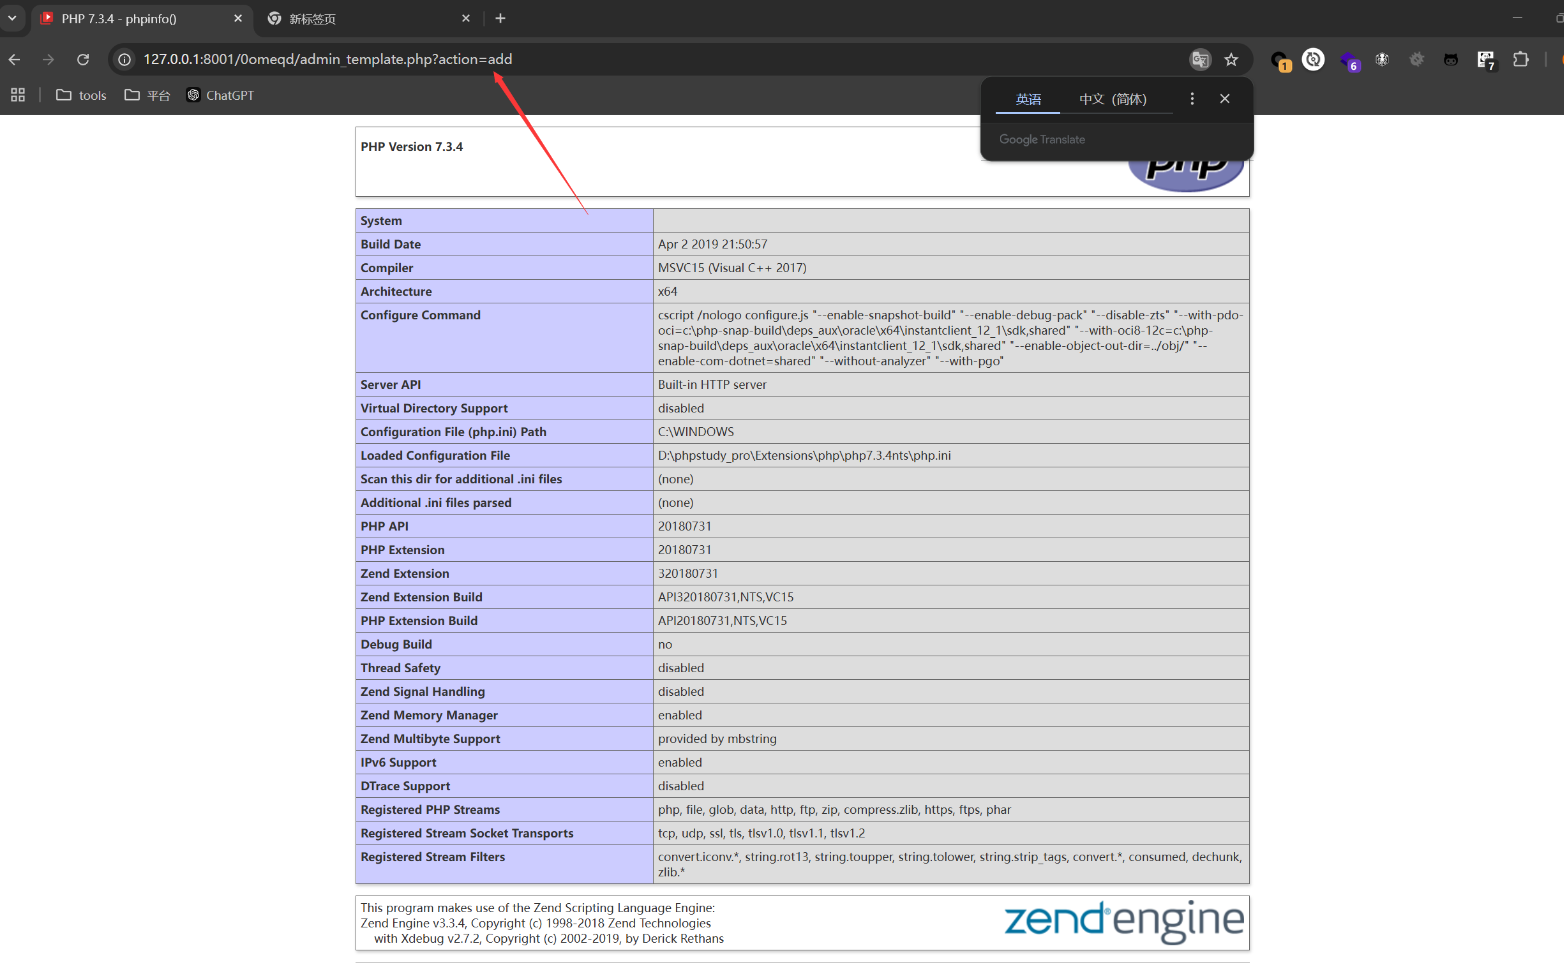 PHP 7.3.4 - phpinfo()
新标签页
127.0.0.1:8001/0omeqd/admin_template.php?action=add
1
6
7
tools
平台
ChatGPT
英语
中文（简体）
Google Translate
PHP Version 7.3.4
php
System
Build Date Apr 2 2019 21:50:57
Compiler MSVC15 (Visual C++ 2017)
Architecture x64
Configure Command cscript /nologo configure.js "--enable-snapshot-build" "--enable-debug-pack" "--disable-zts" "--with-pdo-
oci=c:\php-snap-build\deps_aux\oracle\x64\instantclient_12_1\sdk,shared" "--with-oci8-12c=c:\php-
snap-build\deps_aux\oracle\x64\instantclient_12_1\sdk,shared" "--enable-object-out-dir=../obj/" "--
enable-com-dotnet=shared" "--without-analyzer" "--with-pgo"
Server API Built-in HTTP server
Virtual Directory Support disabled
Configuration File (php.ini) Path C:\WINDOWS
Loaded Configuration File D:\phpstudy_pro\Extensions\php\php7.3.4nts\php.ini
Scan this dir for additional .ini files (none)
Additional .ini files parsed (none)
PHP API 20180731
PHP Extension 20180731
Zend Extension 320180731
Zend Extension Build API320180731,NTS,VC15
PHP Extension Build API20180731,NTS,VC15
Debug Build no
Thread Safety disabled
Zend Signal Handling disabled
Zend Memory Manager enabled
Zend Multibyte Support provided by mbstring
IPv6 Support enabled
DTrace Support disabled
Registered PHP Streams php, file, glob, data, http, ftp, zip, compress.zlib, https, ftps, phar
Registered Stream Socket Transports tcp, udp, ssl, tls, tlsv1.0, tlsv1.1, tlsv1.2
Registered Stream Filters convert.iconv.*, string.rot13, string.toupper, string.tolower, string.strip_tags, convert.*, consumed, dechunk,
zlib.*
This program makes use of the Zend Scripting Language Engine:
Zend Engine v3.3.4, Copyright (c) 1998-2018 Zend Technologies
with Xdebug v2.7.2, Copyright (c) 2002-2019, by Derick Rethans
zend® engine